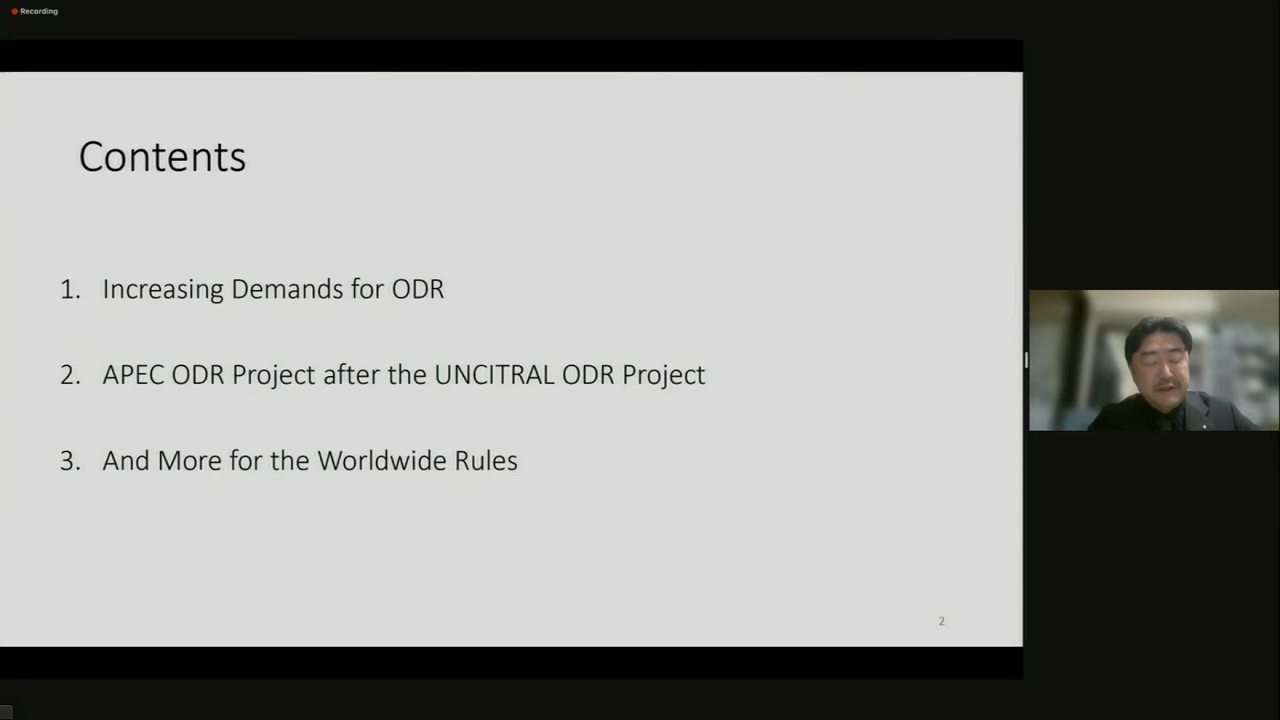 Recording
Contents
1. Increasing Demands for ODR
2. APEC ODR Project after the UNCITRAL ODR Project
3. And More for the Worldwide Rules
2